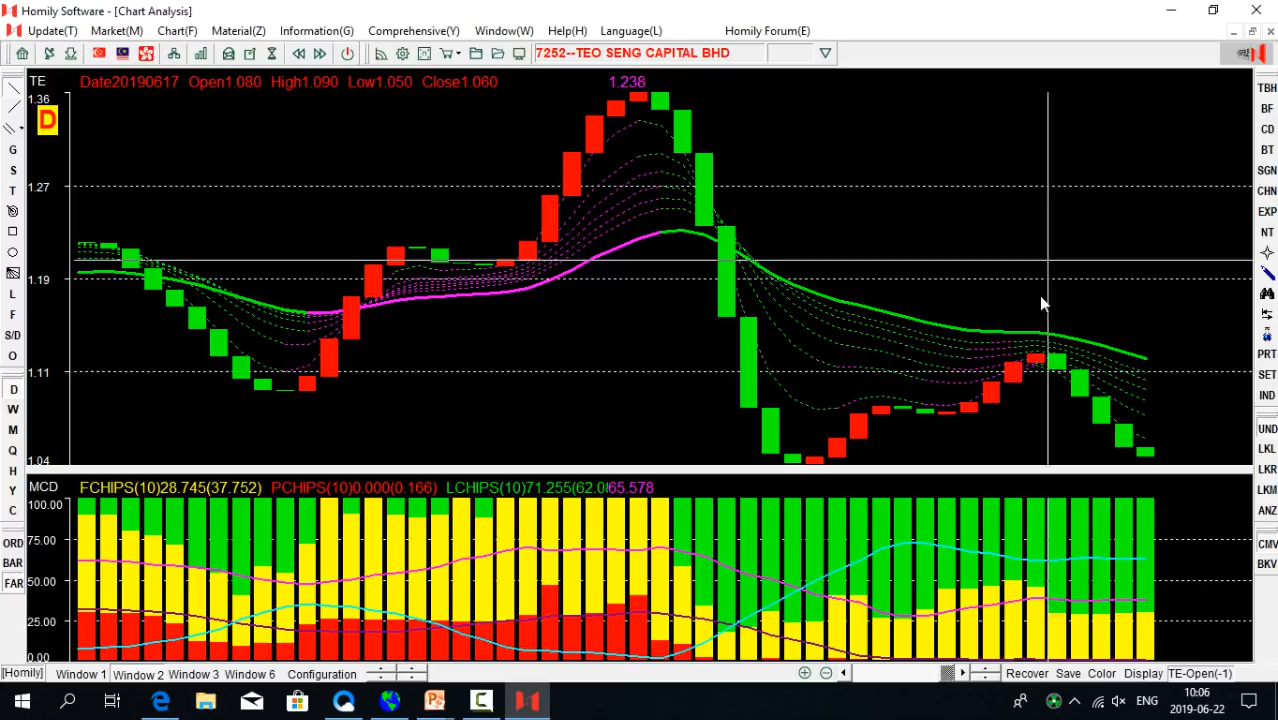 Homily Software - [Chart Analysis]
Update(T) Market(M) Chart(F) Material(Z) Information(G) Comprehensive(Y) Window(W) Help(H) Language(L) Homily Forum(E)
7252--TEO SENG CAPITAL BHD
TE Date20190617 Open1.080 High1.090 Low1.050 Close1.060 1.238
1.36
D
1.27
1.19
1.11
1.04
G
S
T
L
F
S/D
O
D
W
M
Q
H
Y
C
ORD
BAR
FAR
TBH
BF
CD
BT
SGN
CHN
EXP
NT
PRT
SET
IND
UND
LKL
LKR
LKM
ANZ
CMV
BKV
MCD FCHIPS(10)28.745(37.752) PCHIPS(10)0.000(0.166) LCHIPS(10)71.255(62.0 65.578
100.00
75.00
50.00
25.00
0.00
[Homily] Window 1 Window 2 Window 3 Window 6 Configuration Recover Save Color Display TE-Open(-1)
ENG
10:06
2019-06-22